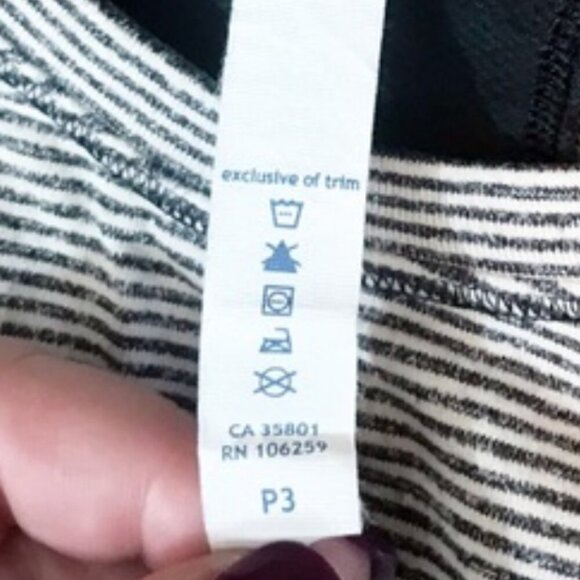 exclusive of trim
CA 35801
RN 106259
P3